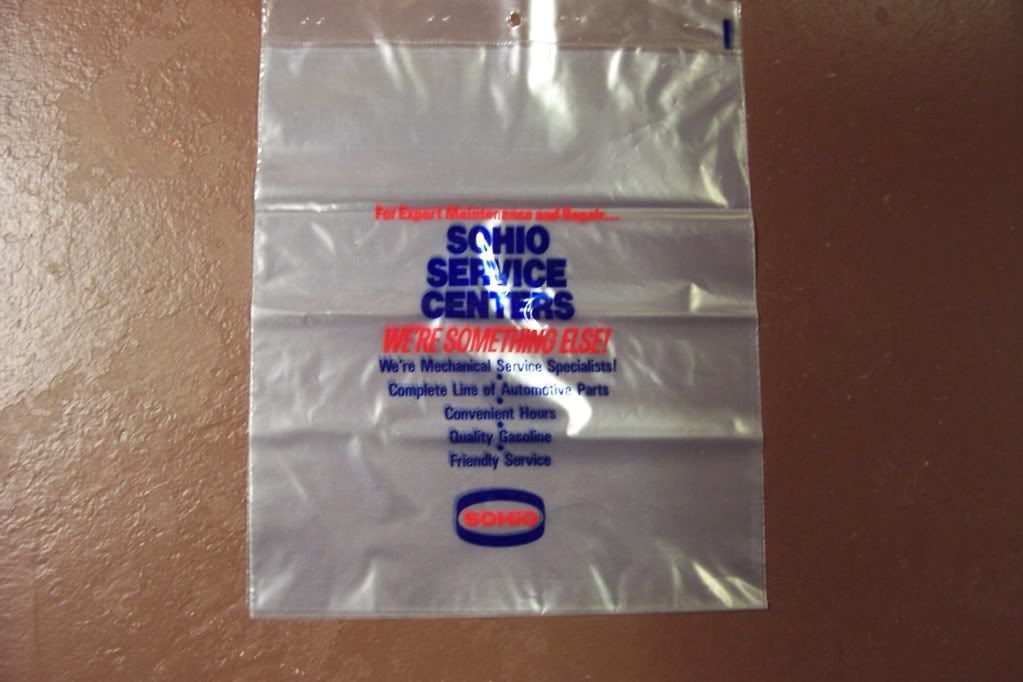 For Expert Maintenance and Repair...
SOHIO
SERVICE
CENTERS
WE'RE SOMETHING ELSE!
We're Mechanical Service Specialists!
•
Complete Line of Automotive Parts
•
Convenient Hours
•
Quality Gasoline
•
Friendly Service
SOHIO